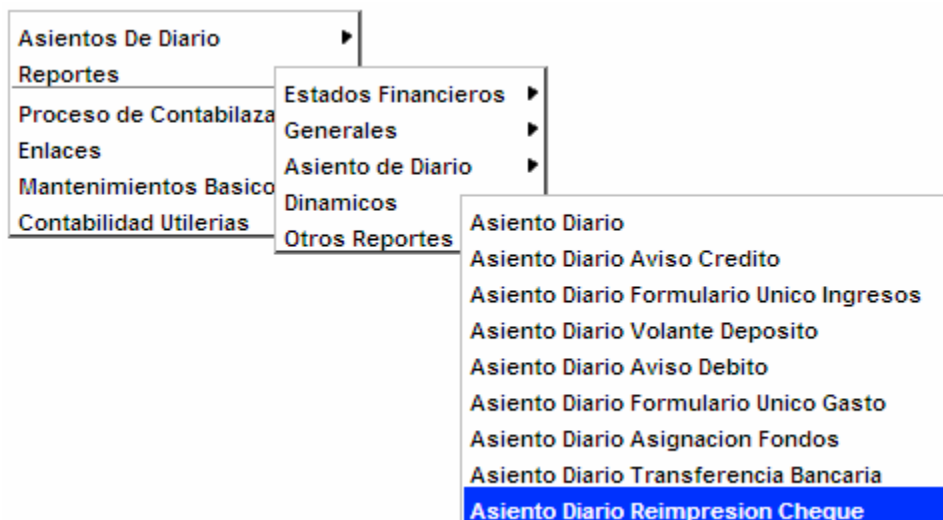 Asientos De Diario
Reportes
Proceso de Contabilaza
Enlaces
Mantenimientos Basico
Contabilidad Utilerias
Estados Financieros
Generales
Asiento de Diario
Dinamicos
Otros Reportes
Asiento Diario
Asiento Diario Aviso Credito
Asiento Diario Formulario Unico Ingresos
Asiento Diario Volante Deposito
Asiento Diario Aviso Debito
Asiento Diario Formulario Unico Gasto
Asiento Diario Asignacion Fondos
Asiento Diario Transferencia Bancaria
Asiento Diario Reimpresion Cheque